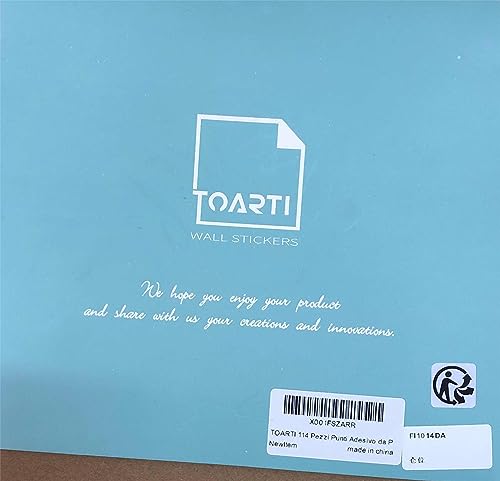 TOARTI
WALL STICKERS
We hope you enjoy your product
and share with us your creations and innovations.
X001FSZARR
TOARTI 114 Pezzi Punti Adesivo da P
NewItem
made in china
FI1014DA